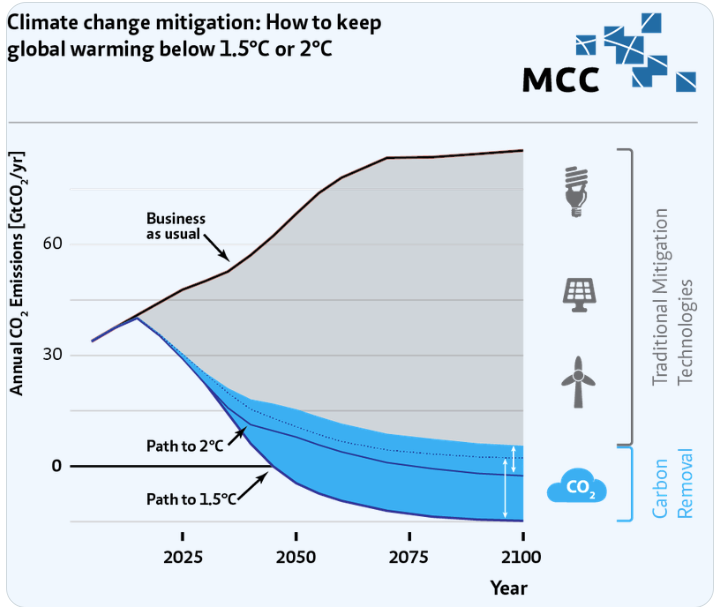 Climate change mitigation: How to keep
global warming below 1.5°C or 2°C
MCC
Annual CO₂ Emissions [GtCO₂/yr]
60
30
0
Business
as usual
Path to 2°C
Path to 1.5°C
2025
2050
2075
2100
Year
Traditional Mitigation
Technologies
CO₂
Carbon
Removal